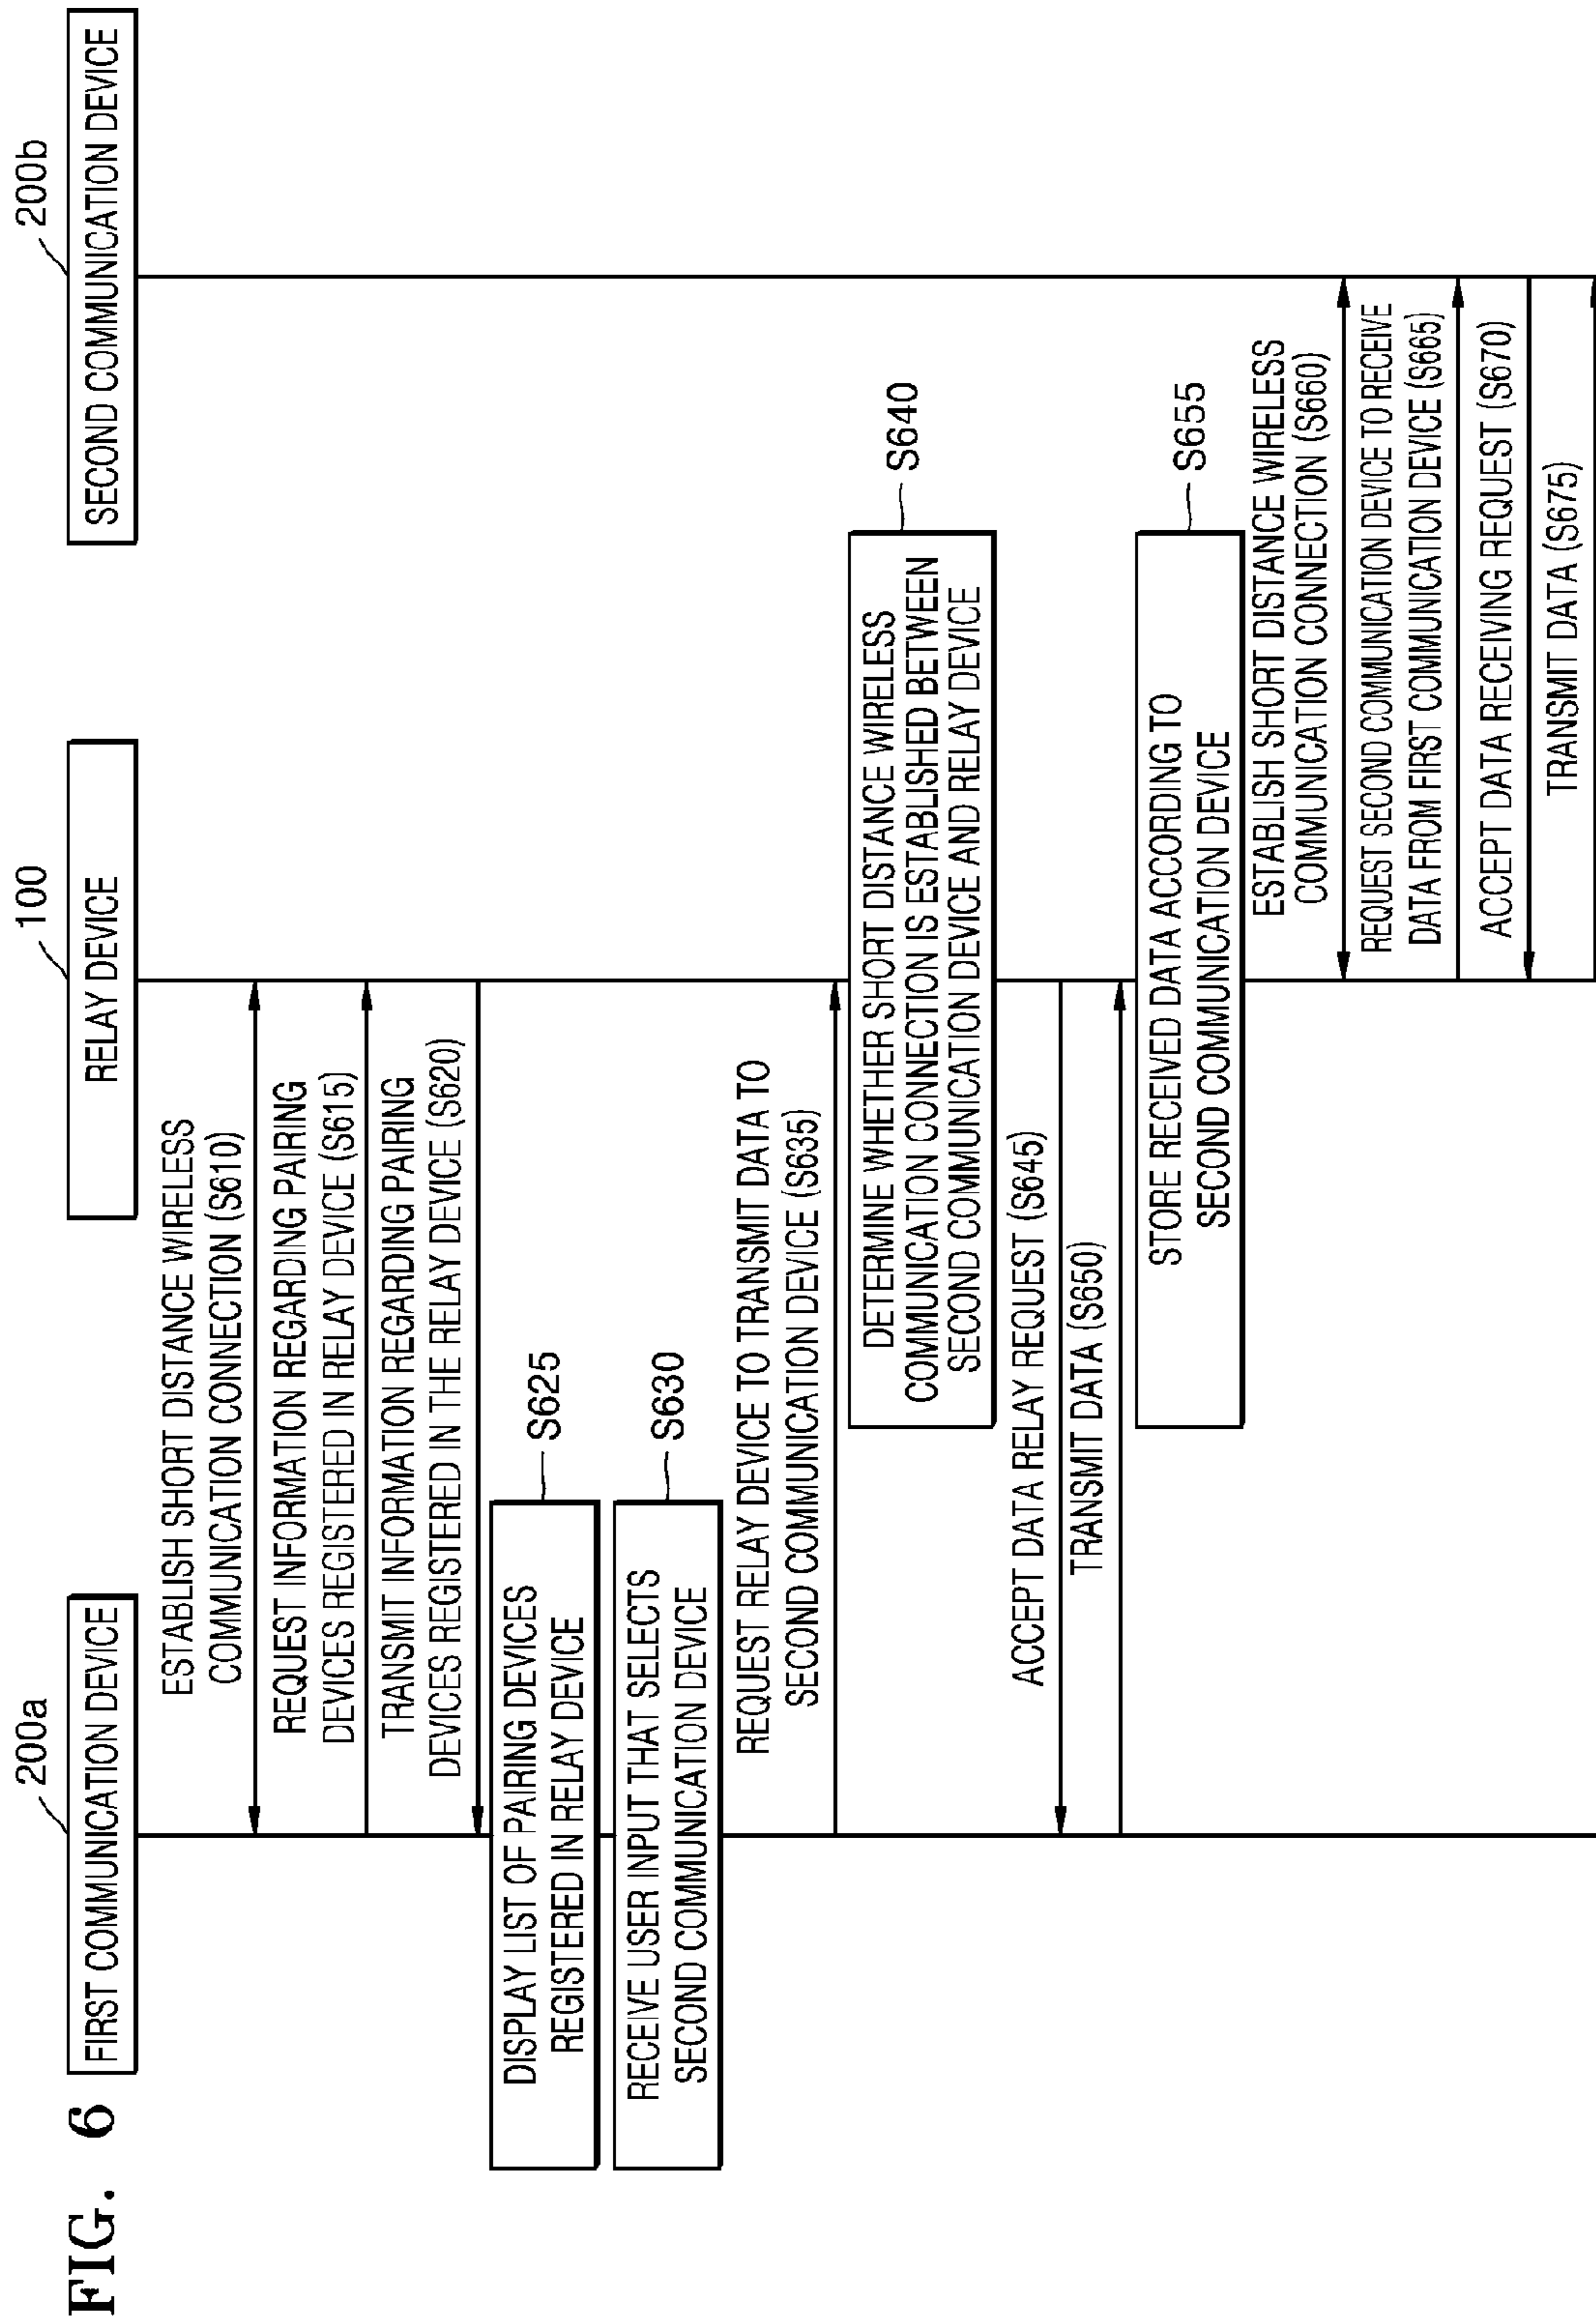 FIG. 6
200a
100
200b
FIRST COMMUNICATION DEVICE
RELAY DEVICE
SECOND COMMUNICATION DEVICE
ESTABLISH SHORT DISTANCE WIRELESS
COMMUNICATION CONNECTION (S610)
REQUEST INFORMATION REGARDING PAIRING
DEVICES REGISTERED IN RELAY DEVICE (S615)
TRANSMIT INFORMATION REGARDING PAIRING
DEVICES REGISTERED IN THE RELAY DEVICE (S620)
DISPLAY LIST OF PAIRING DEVICES
REGISTERED IN RELAY DEVICE
S625
RECEIVE USER INPUT THAT SELECTS
SECOND COMMUNICATION DEVICE
S630
REQUEST RELAY DEVICE TO TRANSMIT DATA TO
SECOND COMMUNICATION DEVICE (S635)
DETERMINE WHETHER SHORT DISTANCE WIRELESS
COMMUNICATION CONNECTION IS ESTABLISHED BETWEEN
SECOND COMMUNICATION DEVICE AND RELAY DEVICE
S640
ACCEPT DATA RELAY REQUEST (S645)
TRANSMIT DATA (S650)
STORE RECEIVED DATA ACCORDING TO
SECOND COMMUNICATION DEVICE
S655
ESTABLISH SHORT DISTANCE WIRELESS
COMMUNICATION CONNECTION (S660)
REQUEST SECOND COMMUNICATION DEVICE TO RECEIVE
DATA FROM FIRST COMMUNICATION DEVICE (S665)
ACCEPT DATA RECEIVING REQUEST (S670)
TRANSMIT DATA (S675)